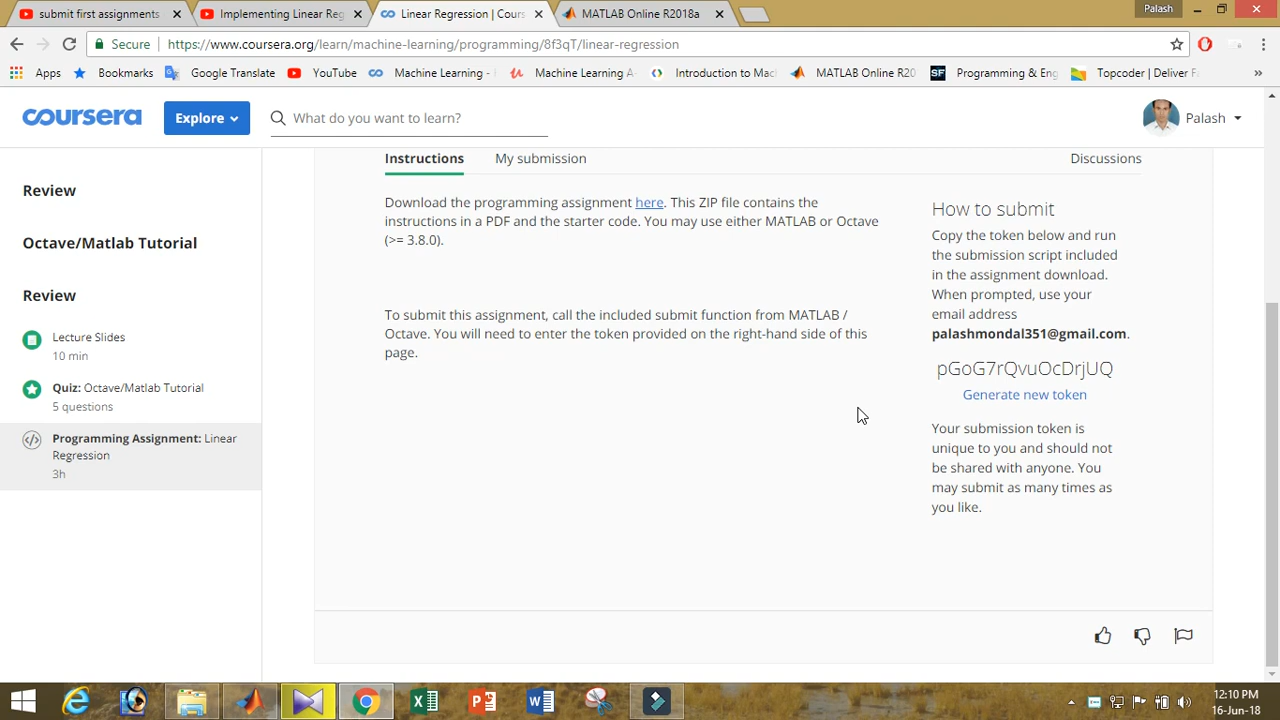 submit first assignments
Implementing Linear Reg
Linear Regression | Cours
MATLAB Online R2018a
Palash
Secure
https://www.coursera.org/learn/machine-learning/programming/8f3qT/linear-regression
Apps
Bookmarks
Google Translate
YouTube
Machine Learning -
Machine Learning A
Introduction to Mac
MATLAB Online R20
SF
Programming & Eng
Topcoder | Deliver
»
coursera
Explore
What do you want to learn?
Palash
Review
Octave/Matlab Tutorial
Review
Lecture Slides
10 min
Quiz: Octave/Matlab Tutorial
5 questions
Programming Assignment: Linear
Regression
3h
Instructions
My submission
Discussions
Download the programming assignment here. This ZIP file contains the
instructions in a PDF and the starter code. You may use either MATLAB or Octave
(>= 3.8.0).
To submit this assignment, call the included submit function from MATLAB /
Octave. You will need to enter the token provided on the right-hand side of this
page.
How to submit
Copy the token below and run
the submission script included
in the assignment download.
When prompted, use your
email address
palashmondal351@gmail.com.
pGoG7rQvuOcDrjUQ
Generate new token
Your submission token is
unique to you and should not
be shared with anyone. You
may submit as many times as
you like.
12:10 PM
16-Jun-18